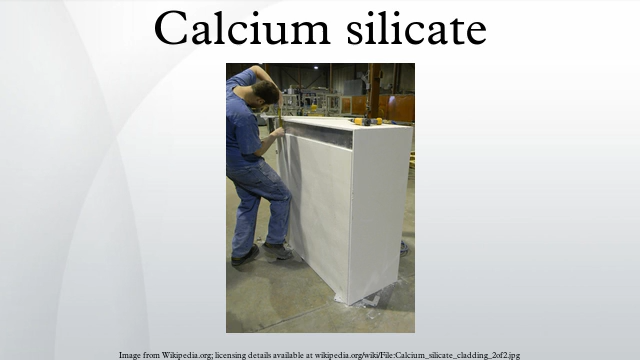 Calcium silicate
Image from Wikipedia.org; licensing details available at wikipedia.org/wiki/File:Calcium_silicate_cladding_2of2.jpg